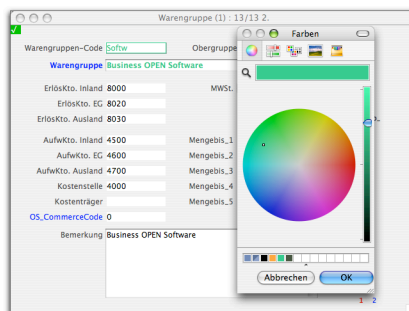 Warengruppe (1) : 13/13 2.
Farben
Warengruppen-Code Softw Obergruppe
Warengruppe Business OPEN Software
ErlösKto. Inland 8000 MWSt.
ErlösKto. EG 8020
ErlösKto. Ausland 8030
AufwKto. Inland 4500 Mengebis_1
AufwKto. EG 4600 Mengebis_2
AufwKto. Ausland 4700 Mengebis_3
Kostenstelle 4000 Mengebis_4
Kostenträger Mengebis_5
OS_CommerceCode 0
Bemerkung Business OPEN Software
Abbrechen OK
1 2